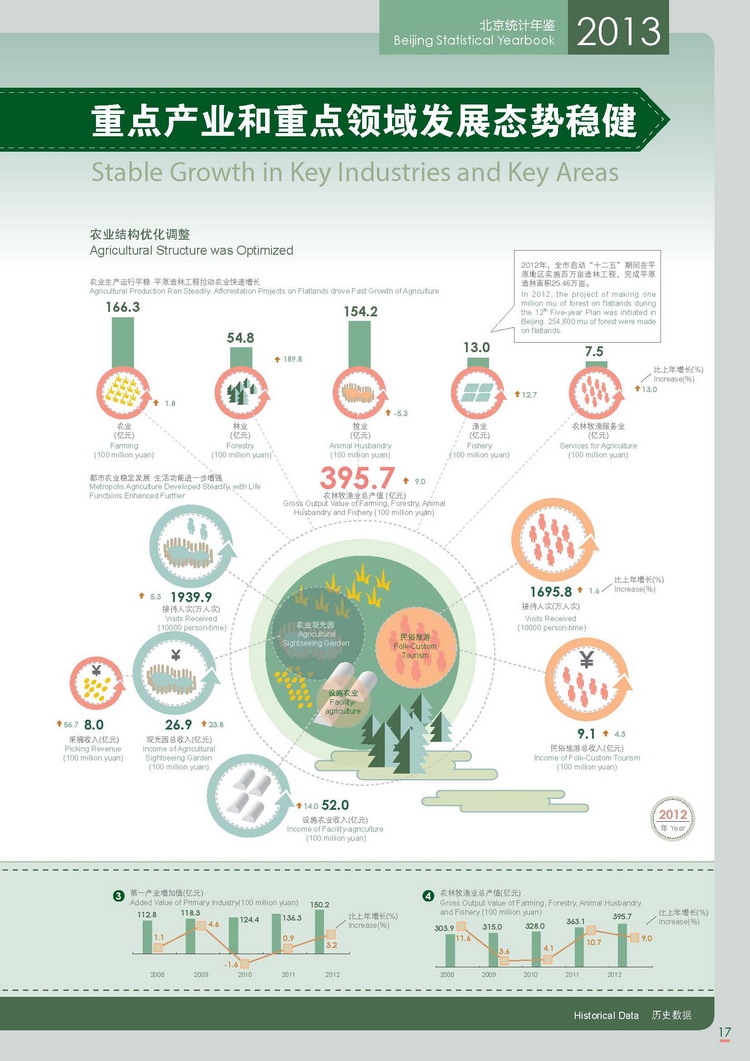 北京统计年鉴
Beijing Statistical Yearbook
2013
重点产业和重点领域发展态势稳健
Stable Growth in Key Industries and Key Areas
农业结构优化调整
Agricultural Structure was Optimized
农业生产运行平稳 平原造林工程拉动农业快速增长
Agricultural Production Ran Steadily. Afforestation Projects on Flatlands drove Fast Growth of Agriculture
2012年，全市启动“十二五”期间在平
原地区实施百万亩造林工程，完成平原
造林面积25.46万亩。
In 2012, the project of making one
million mu of forest on flatlands during
the 12th Five-year Plan was initiated in
Beijing. 254,600 mu of forest were made
on flatlands.
166.3
1.8
农业
(亿元)
Farming
(100 million yuan)
54.8
189.8
林业
(亿元)
Forestry
(100 million yuan)
154.2
-5.3
牧业
(亿元)
Animal Husbandry
(100 million yuan)
13.0
12.7
渔业
(亿元)
Fishery
(100 million yuan)
7.5
比上年增长(%)
Increase(%)
13.0
农林牧渔服务业
(亿元)
Services for Agriculture
(100 million yuan)
都市农业稳定发展 生活功能进一步增强
Metropolis Agriculture Developed Steadily, with Life
Functions Enhanced Further
395.7
9.0
农林牧渔业总产值(亿元)
Gross Output Value of Farming, Forestry, Animal
Husbandry and Fishery (100 million yuan)
5.3 1939.9
接待人次(万人次)
Visits Received
(10000 person-time)
1695.8 1.6
比上年增长(%)
Increase(%)
接待人次(万人次)
Visits Received
(10000 person-time)
农业观光园
Agricultural
Sightseeing Garden
民俗旅游
Folk-Custom
Tourism
设施农业
Facility-
agriculture
¥
56.7 8.0
采摘收入(亿元)
Picking Revenue
(100 million yuan)
¥
26.9 23.8
观光园总收入(亿元)
Income of Agricultural
Sightseeing Garden
(100 million yuan)
¥
9.1 4.3
民俗旅游总收入(亿元)
Income of Folk-Custom Tourism
(100 million yuan)
14.0 52.0
设施农业收入(亿元)
Income of Facility-agriculture
(100 million yuan)
2012
年 Year
3 第一产业增加值(亿元)
Added Value of Primary Industry(100 million yuan)
112.8 118.3 124.4 136.3 150.2
比上年增长(%)
Increase(%)
1.1 4.6 -1.6 0.9 3.2
2008 2009 2010 2011 2012
4 农林牧渔业总产值(亿元)
Gross Output Value of Farming, Forestry, Animal Husbandry
and Fishery (100 million yuan)
303.9 315.0 328.0 363.1 395.7
比上年增长(%)
Increase(%)
11.6 3.6 4.1 10.7 9.0
2008 2009 2010 2011 2012
Historical Data 历史数据
17